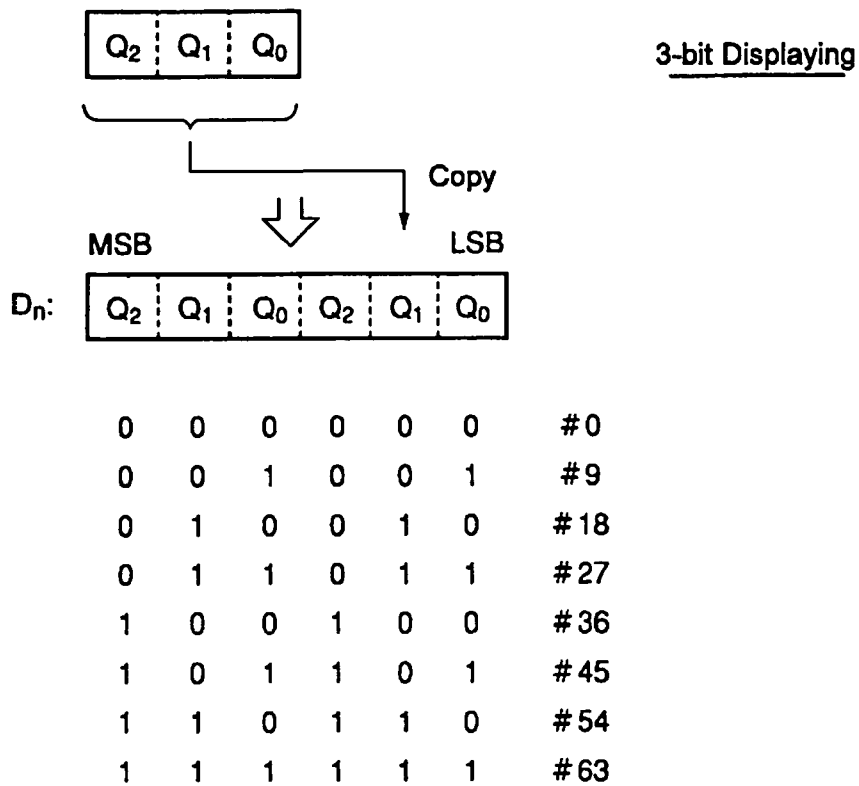 Q₂ Q₁ Q₀
3-bit Displaying
Copy
MSB LSB
Dₙ: Q₂ Q₁ Q₀ Q₂ Q₁ Q₀
0 0 0 0 0 0 #0
0 0 1 0 0 1 #9
0 1 0 0 1 0 #18
0 1 1 0 1 1 #27
1 0 0 1 0 0 #36
1 0 1 1 0 1 #45
1 1 0 1 1 0 #54
1 1 1 1 1 1 #63